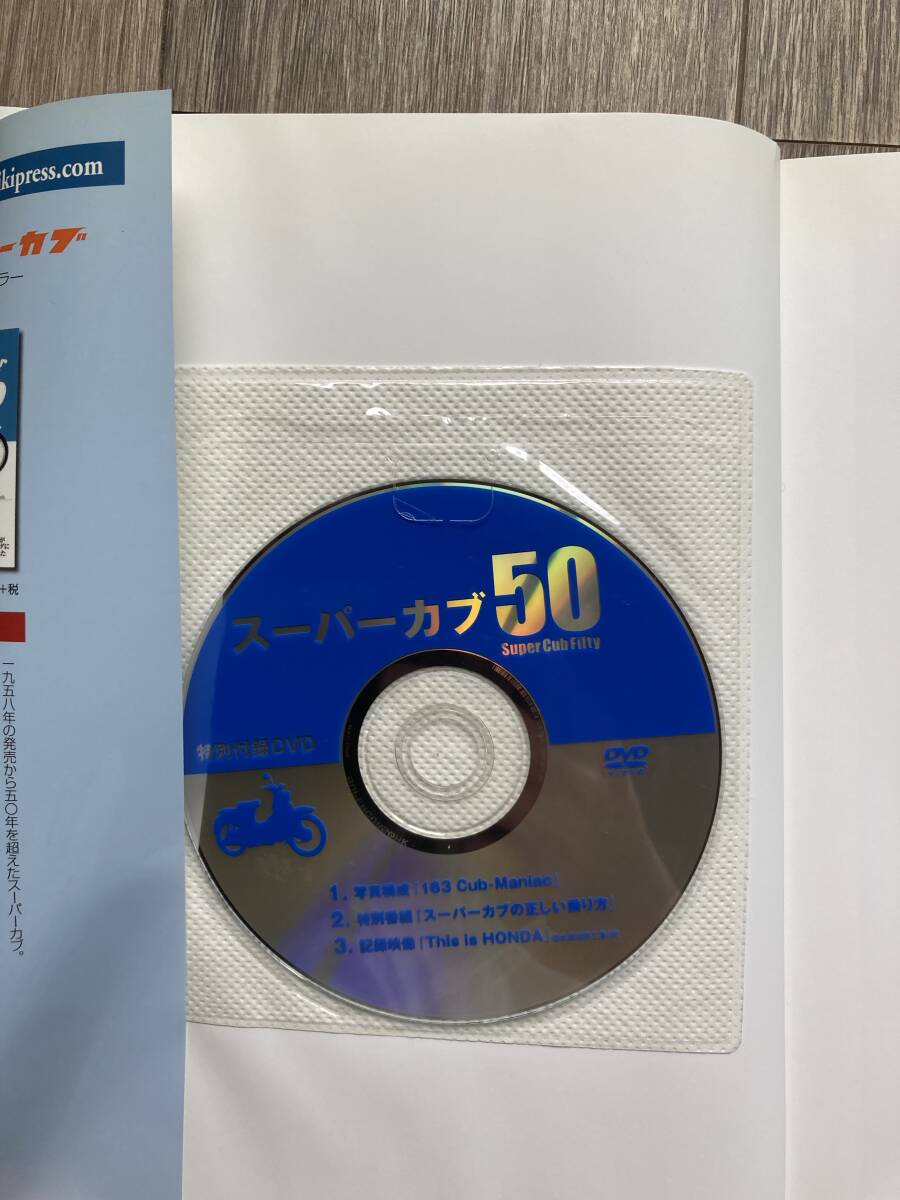 ikipress.com
ーカブ
ラー
+税
一九五八年の発売から五〇年を超えたスーパーカブ。
スーパーカブ50
Super Cub Fifty
特別付録DVD
DVD
1. 写真構成「163 Cub-Maniac」
2. 特別番組「スーパーカブの正しい乗り方」
3. 記録映像「This is HONDA」